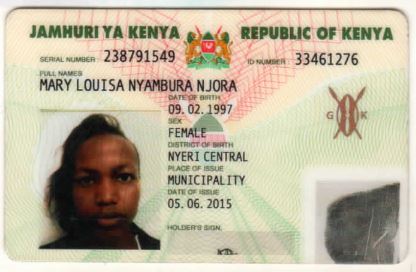 JAMHURI YA KENYA REPUBLIC OF KENYA
SERIAL NUMBER: 238791549 ID NUMBER: 33461276
FULL NAMES
MARY LOUISA NYAMBURA NJORA
DATE OF BIRTH
09. 02. 1997
SEX
FEMALE
G K
DISTRICT OF BIRTH
NYERI CENTRAL
PLACE OF ISSUE
MUNICIPALITY
DATE OF ISSUE
05. 06. 2015
HOLDER'S SIGN.